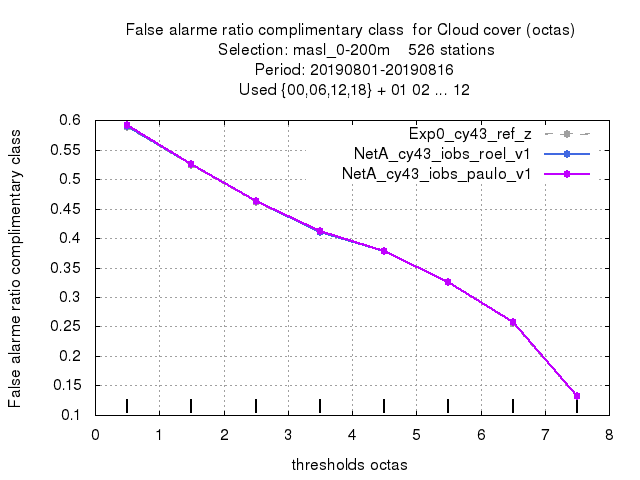 False alarme ratio complimentary class  for Cloud cover (octas)
Selection: masl_0-200m    526 stations
Period: 20190801-20190816
Used {00,06,12,18} + 01 02 ... 12
Exp0_cy43_ref_z
NetA_cy43_iobs_roel_v1
NetA_cy43_iobs_paulo_v1
False alarme ratio complimentary class
0.6
0.55
0.5
0.45
0.4
0.35
0.3
0.25
0.2
0.15
0.1
0 1 2 3 4 5 6 7 8
thresholds octas